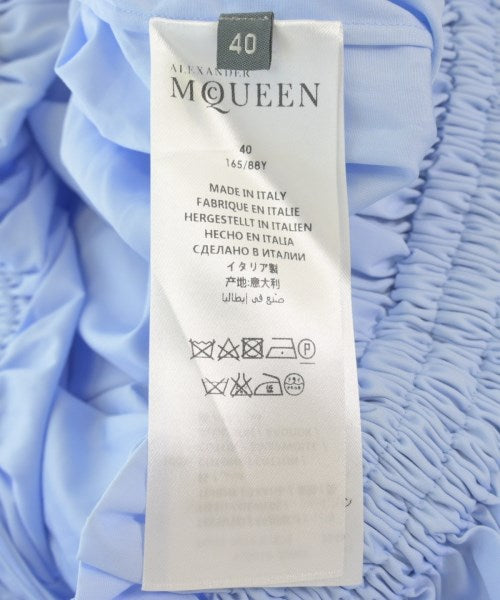 40
ALEXANDER
McQUEEN
40
165/88Y
MADE IN ITALY
FABRIQUE EN ITALIE
HERGESTELLT IN ITALIEN
HECHO EN ITALIA
СДЕЛАНО В ИТАЛИИ
イタリア製
产地:意大利
صنع في إيطاليا
P